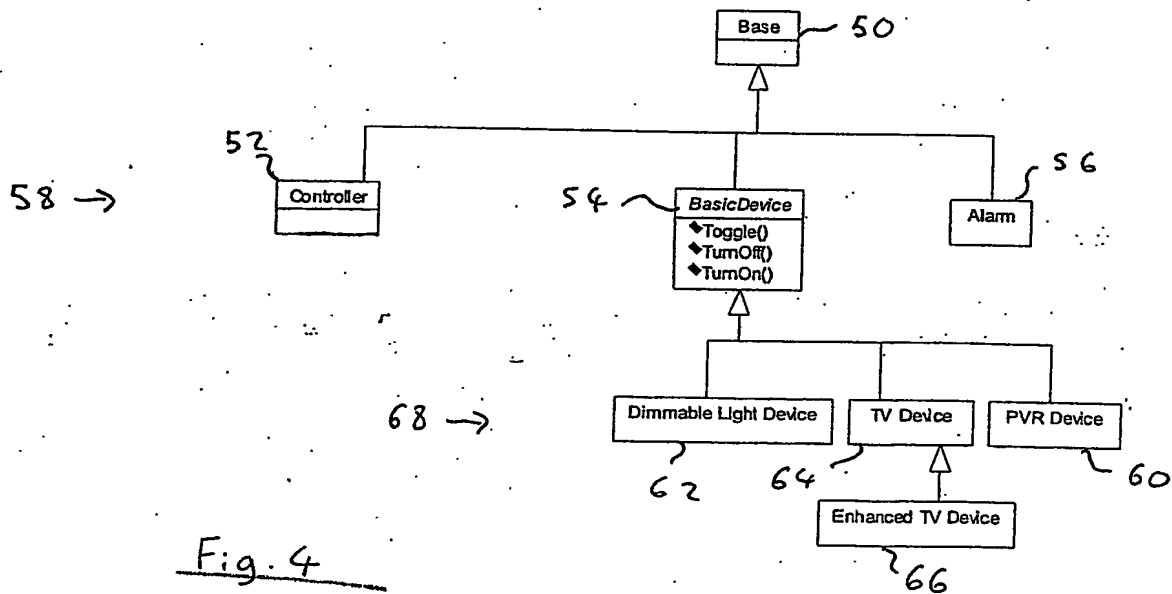 Base
50
52
58 →
Controller
54
BasicDevice
◆Toggle()
◆TurnOff()
◆TurnOn()
56
Alarm
68 →
Dimmable Light Device
TV Device
PVR Device
62
64
60
Enhanced TV Device
66
Fig. 4